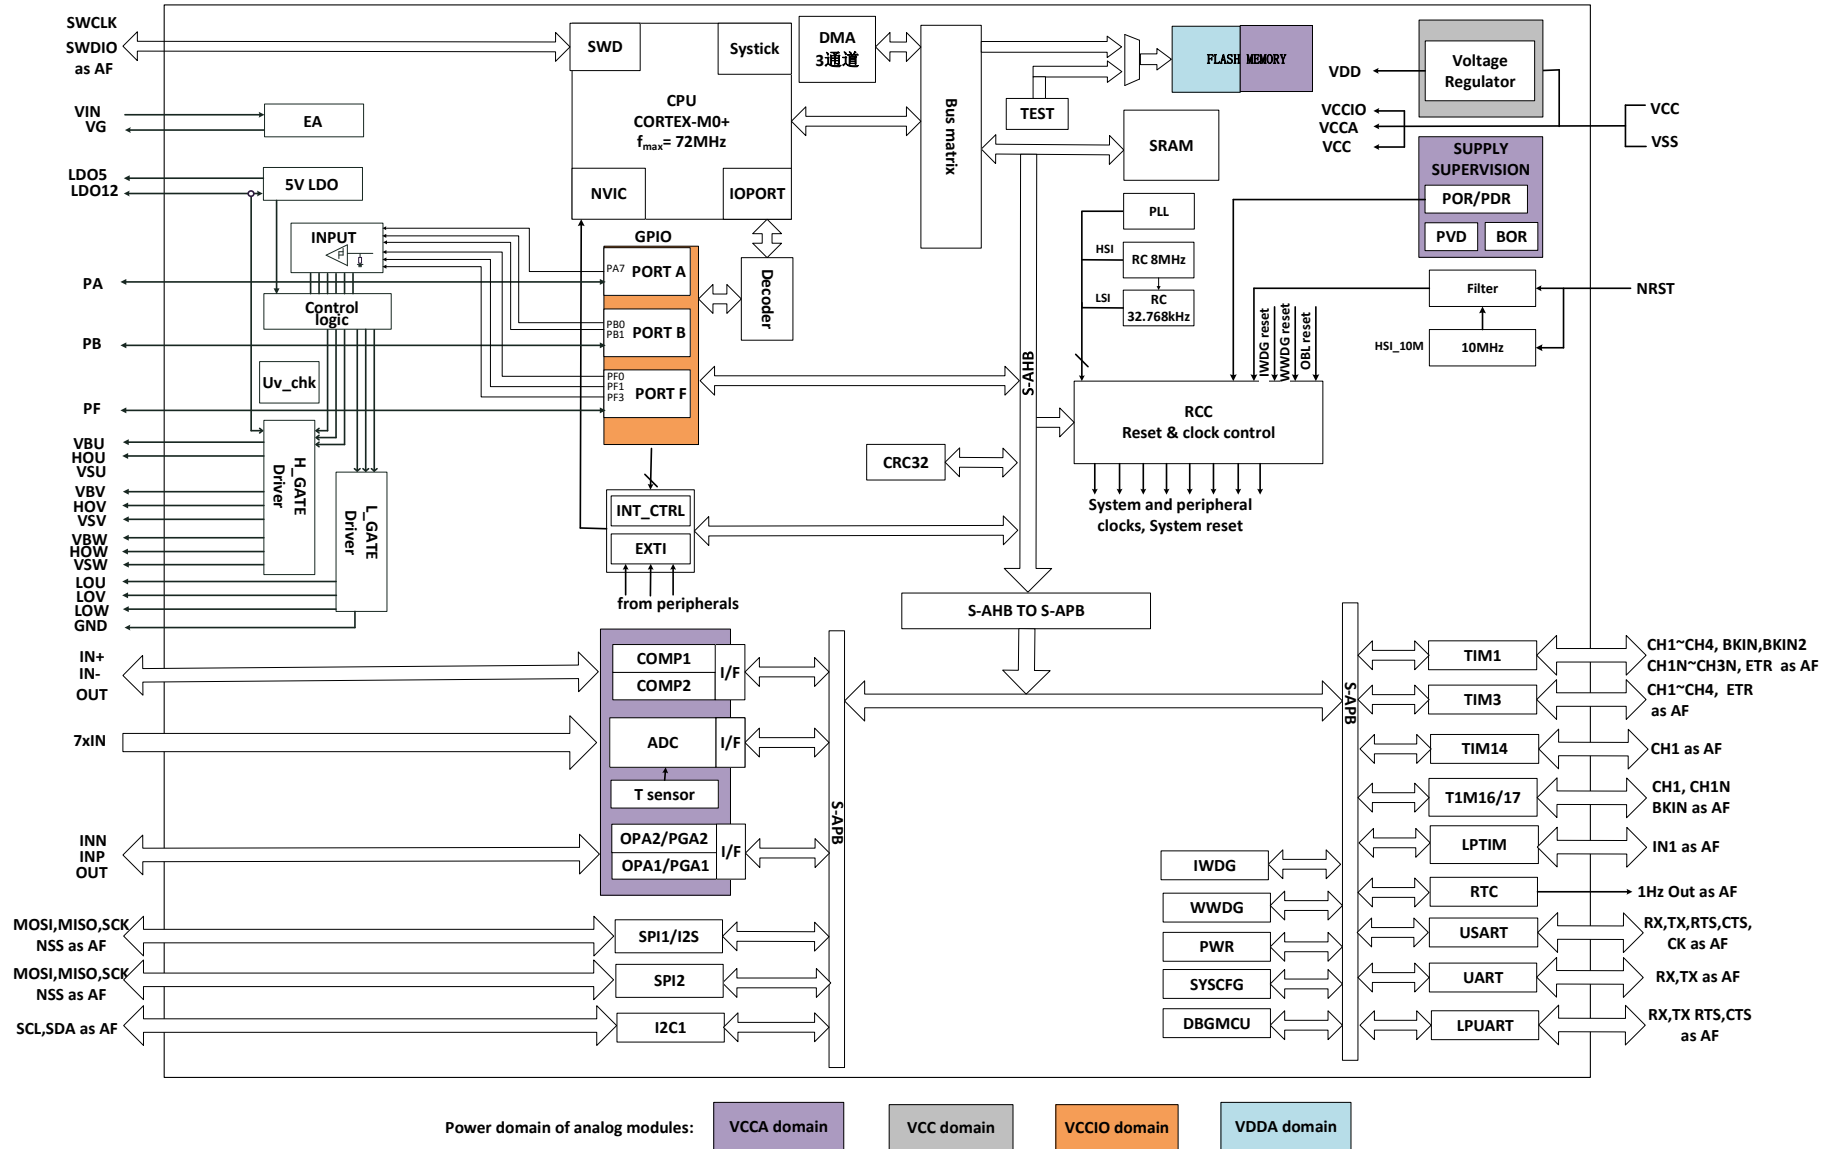 SWCLK
SWDIO
as AF
VIN
VG
LDO5
LDO12
PA
PB
PF
VBU
HOU
VSU
VBV
HOV
VSV
VBW
HOW
VSW
LOU
LOV
LOW
GND
IN+
IN-
OUT
7xIN
INN
INP
OUT
MOSI,MISO,SCK
NSS as AF
MOSI,MISO,SCK
NSS as AF
SCL,SDA as AF
EA
5V LDO
INPUT
Control
logic
Uv_chk
H_GATE
Driver
L_GATE
Driver
SWD
Systick
CPU
CORTEX-M0+
fmax= 72MHz
NVIC
IOPORT
GPIO
PA7
PORT A
PB0
PB1
PORT B
PF0
PF1
PF3
PORT F
Decoder
INT_CTRL
EXTI
from peripherals
DMA
3通道
Bus matrix
TEST
FLASH MEMORY
SRAM
PLL
HSI
RC 8MHz
LSI
RC
32.768kHz
S-AHB
CRC32
IWDG reset
WWDG reset
OBL reset
RCC
Reset & clock control
System and peripheral
clocks, System reset
S-AHB TO S-APB
Voltage
Regulator
VDD
VCCIO
VCCA
VCC
VCC
VSS
SUPPLY
SUPERVISION
POR/PDR
PVD
BOR
Filter
NRST
HSI_10M
10MHz
COMP1
COMP2
I/F
ADC
I/F
T sensor
OPA2/PGA2
OPA1/PGA1
I/F
SPI1/I2S
SPI2
I2C1
S-APB
S-APB
IWDG
WWDG
PWR
SYSCFG
DBGMCU
TIM1
CH1~CH4, BKIN,BKIN2
CH1N~CH3N, ETR as AF
TIM3
CH1~CH4, ETR
as AF
TIM14
CH1 as AF
T1M16/17
CH1, CH1N
BKIN as AF
LPTIM
IN1 as AF
RTC
1Hz Out as AF
USART
RX,TX,RTS,CTS,
CK as AF
UART
RX,TX as AF
LPUART
RX,TX RTS,CTS
as AF
Power domain of analog modules:
VCCA domain
VCC domain
VCCIO domain
VDDA domain